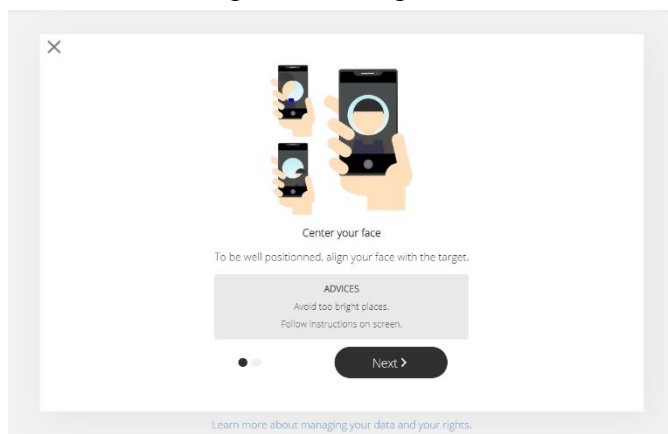 Center your face
To be well positionned, align your face with the target.
ADVICES
Avoid too bright places.
Follow instructions on screen.
Next >
Learn more about managing your data and your rights.